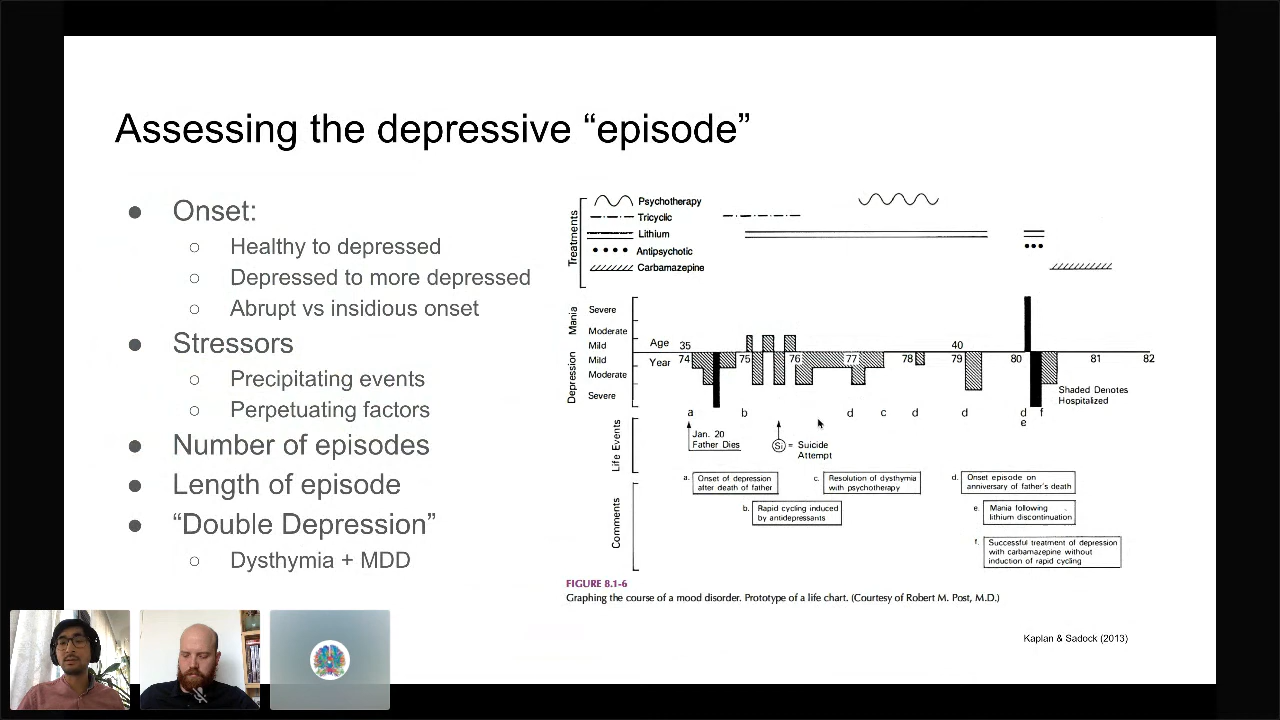 Assessing the depressive “episode”
● Onset:
○ Healthy to depressed
○ Depressed to more depressed
○ Abrupt vs insidious onset
● Stressors
○ Precipitating events
○ Perpetuating factors
● Number of episodes
● Length of episode
● “Double Depression”
○ Dysthymia + MDD
Treatments
Psychotherapy
Tricyclic
Lithium
Antipsychotic
Carbamazepine
Mania
Severe
Moderate
Mild
Depression
Mild
Moderate
Severe
Age 35 40
Year 74 75 76 77 78 79 80 81 82
Shaded Denotes
Hospitalized
a b d c d d d f
e
Life Events
Jan. 20
Father Dies
SI = Suicide
Attempt
Comments
a. Onset of depression
after death of father
b. Rapid cycling induced
by antidepressants
c. Resolution of dysthymia
with psychotherapy
d. Onset episode on
anniversary of father's death
e. Mania following
lithium discontinuation
f. Successful treatment of depression
with carbamazepine without
induction of rapid cycling
FIGURE 8.1-6
Graphing the course of a mood disorder. Prototype of a life chart. (Courtesy of Robert M. Post, M.D.)
Kaplan & Sadock (2013)